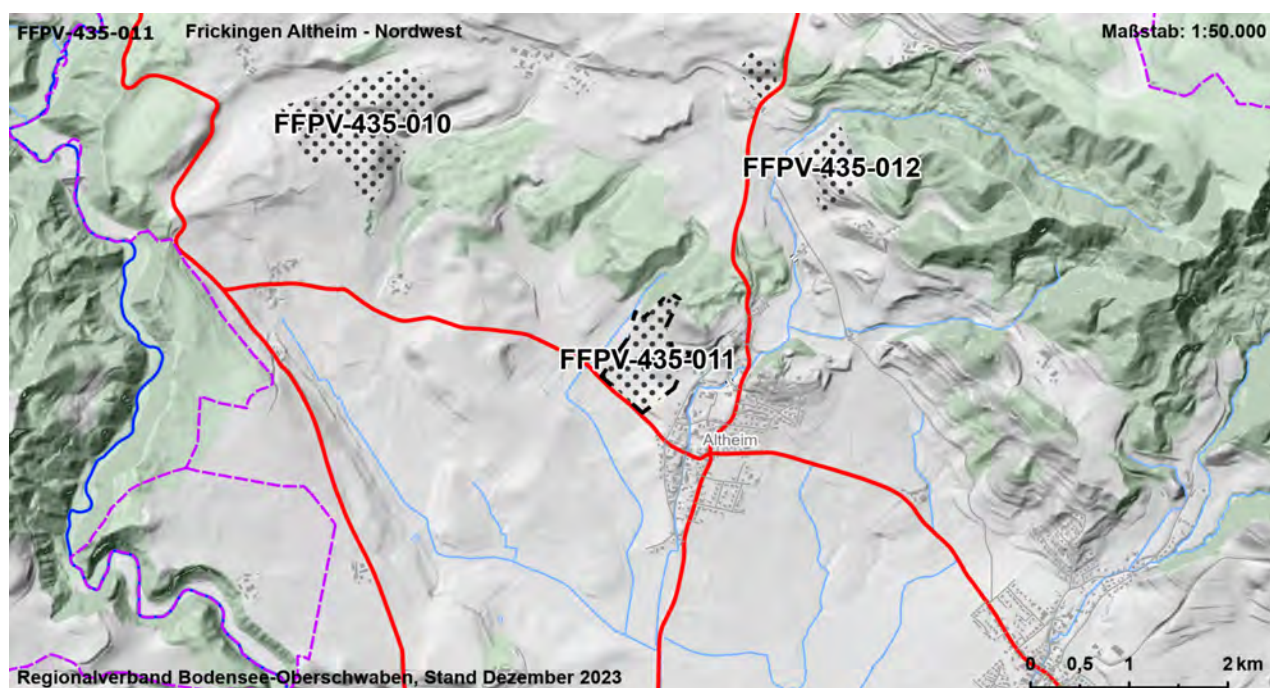 FFPV-435-011
Frickingen Altheim - Nordwest
Maßstab: 1:50.000
FFPV-435-010
FFPV-435-012
FFPV-435-011
Altheim
0 0,5 1 2 km
Regionalverband Bodensee-Oberschwaben, Stand Dezember 2023